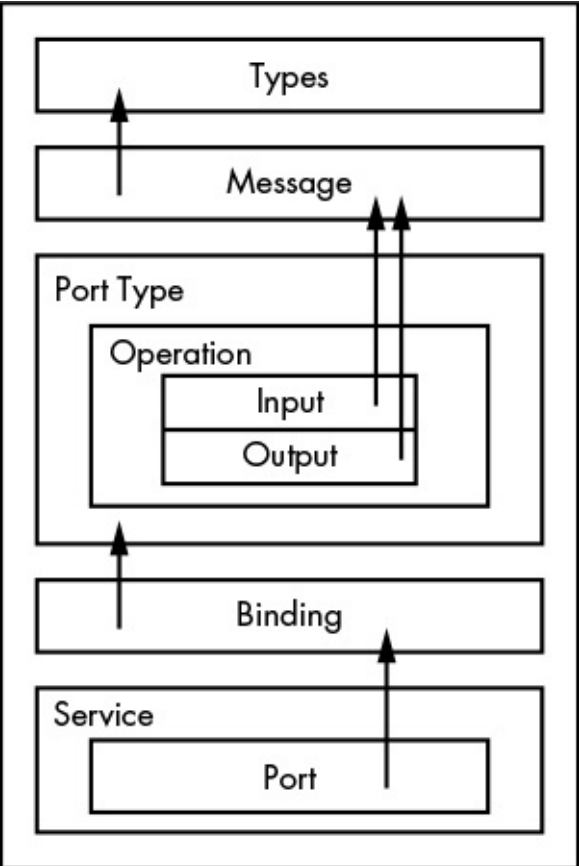 Types
Message
Port Type
Operation
Input
Output
Binding
Service
Port